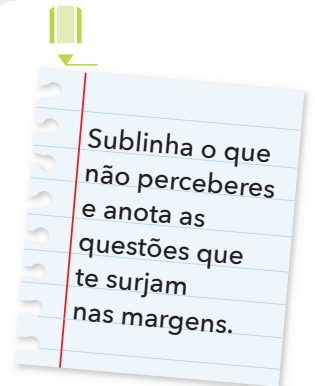 Sublinha o que
não perceberes
e anota as
questões que
te surjam
nas margens.